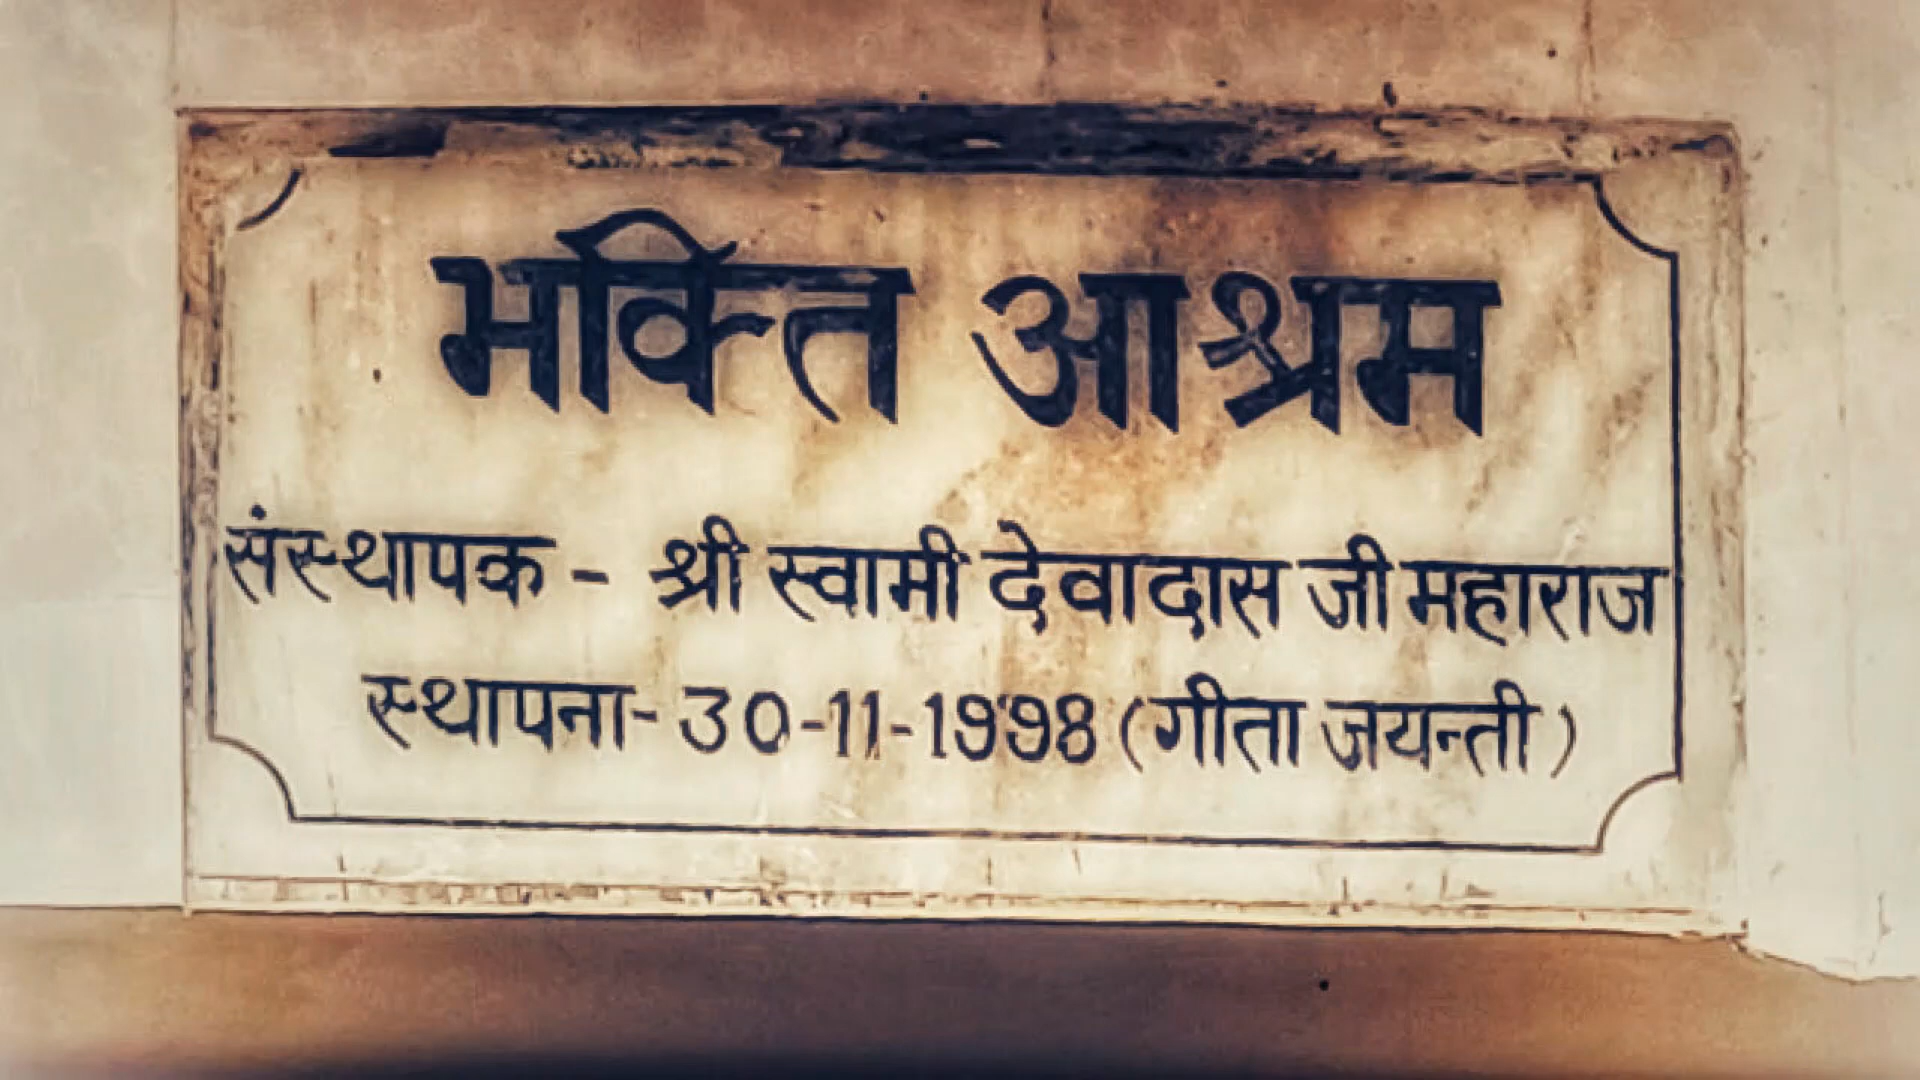 भक्ति आश्रम
संस्थापक - श्री स्वामी देवादास जी महाराज
स्थापना- 30-11-1998 (गीता जयन्ती)